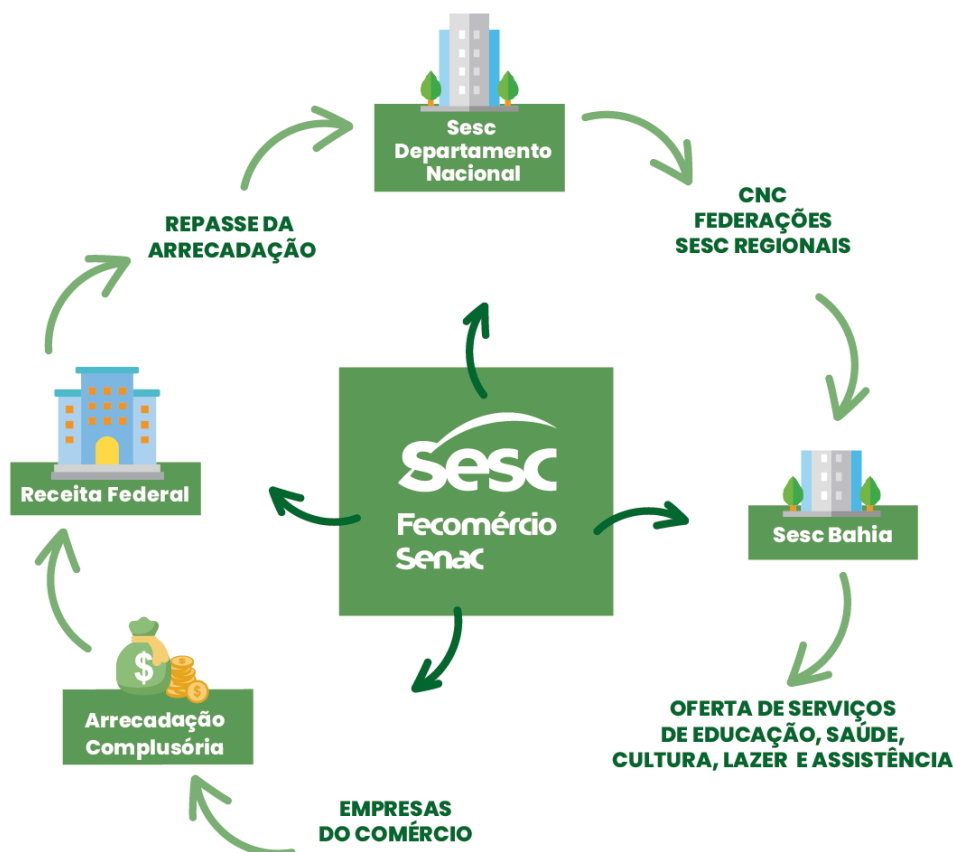 Sesc
Departamento
Nacional
REPASSE DA
ARRECADAÇÃO
CNC
FEDERAÇÕES
SESC REGIONAIS
Receita Federal
Sesc
Fecomércio
Senac
Sesc Bahia
$
$
$
Arrecadação
Complusória
OFERTA DE SERVIÇOS
DE EDUCAÇÃO, SAÚDE,
CULTURA, LAZER E ASSISTÊNCIA
EMPRESAS
DO COMÉRCIO